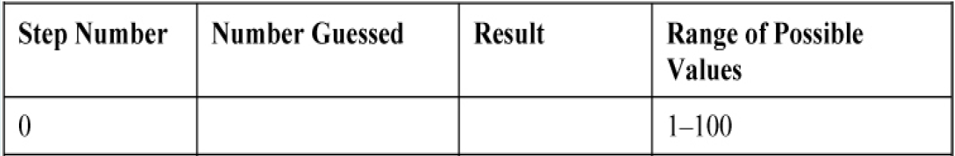 Step Number Number Guessed Result Range of Possible
Values
0 1–100